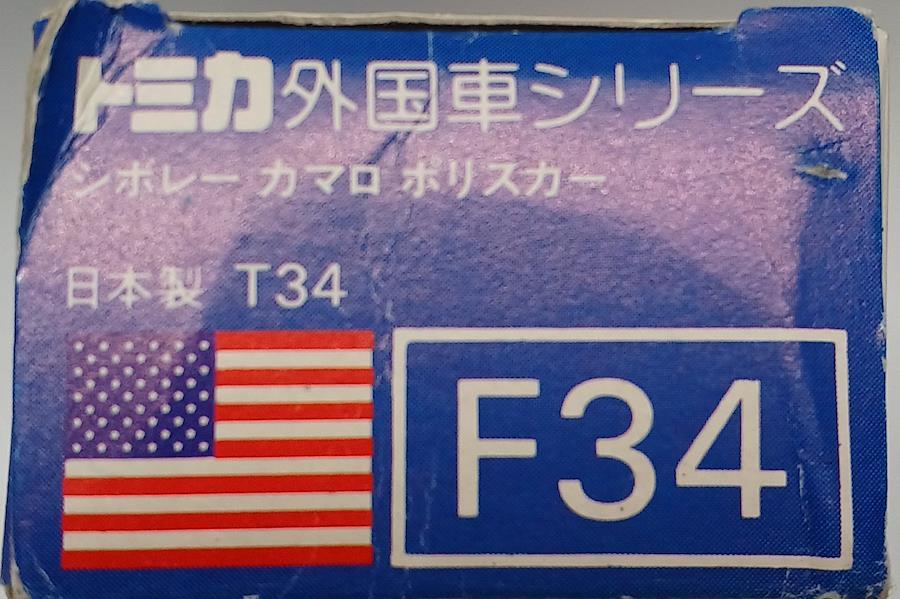 トミカ外国車シリーズ
シボレー カマロ ポリスカー
日本製 T34
F34